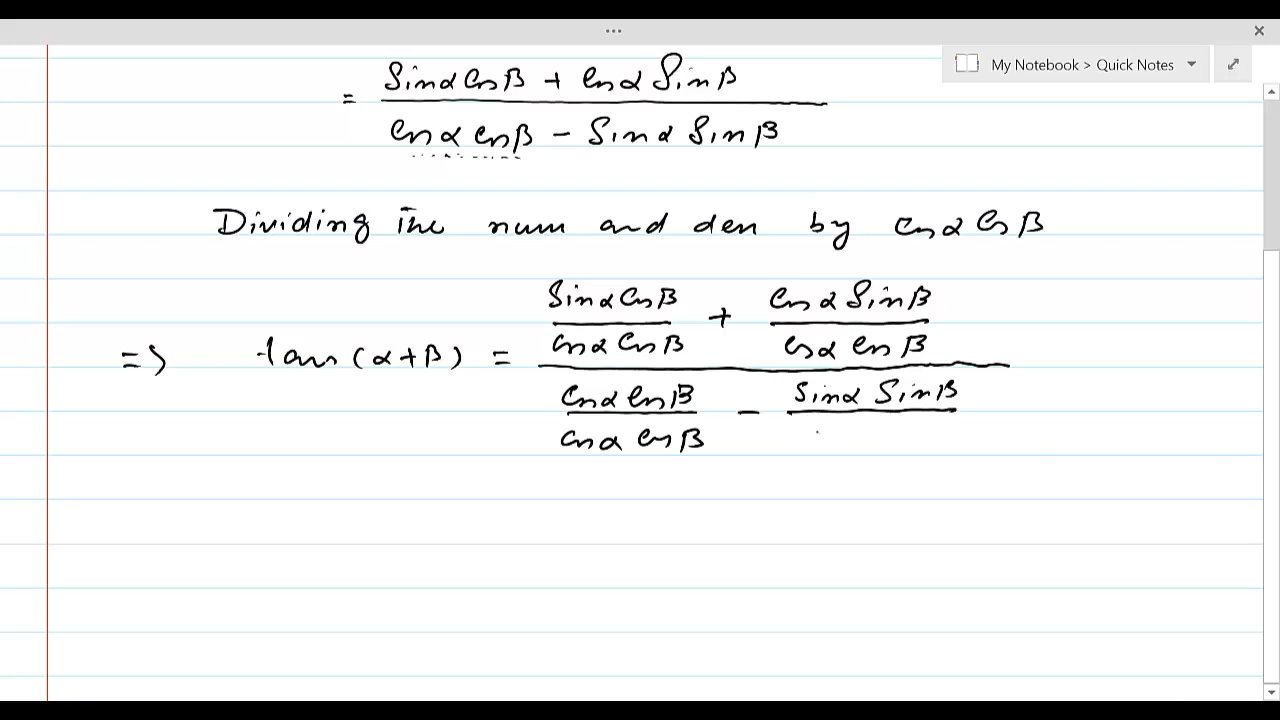 My Notebook > Quick Notes
= (Sinα Cosβ + Cosα Sinβ) / (Cosα Cosβ - Sinα Sinβ)
Dividing the num and den by Cosα Cosβ
=> tan(α+β) = (Sinα Cosβ / Cosα Cosβ + Cosα Sinβ / Cosα Cosβ) / (Cosα Cosβ / Cosα Cosβ - Sinα Sinβ /